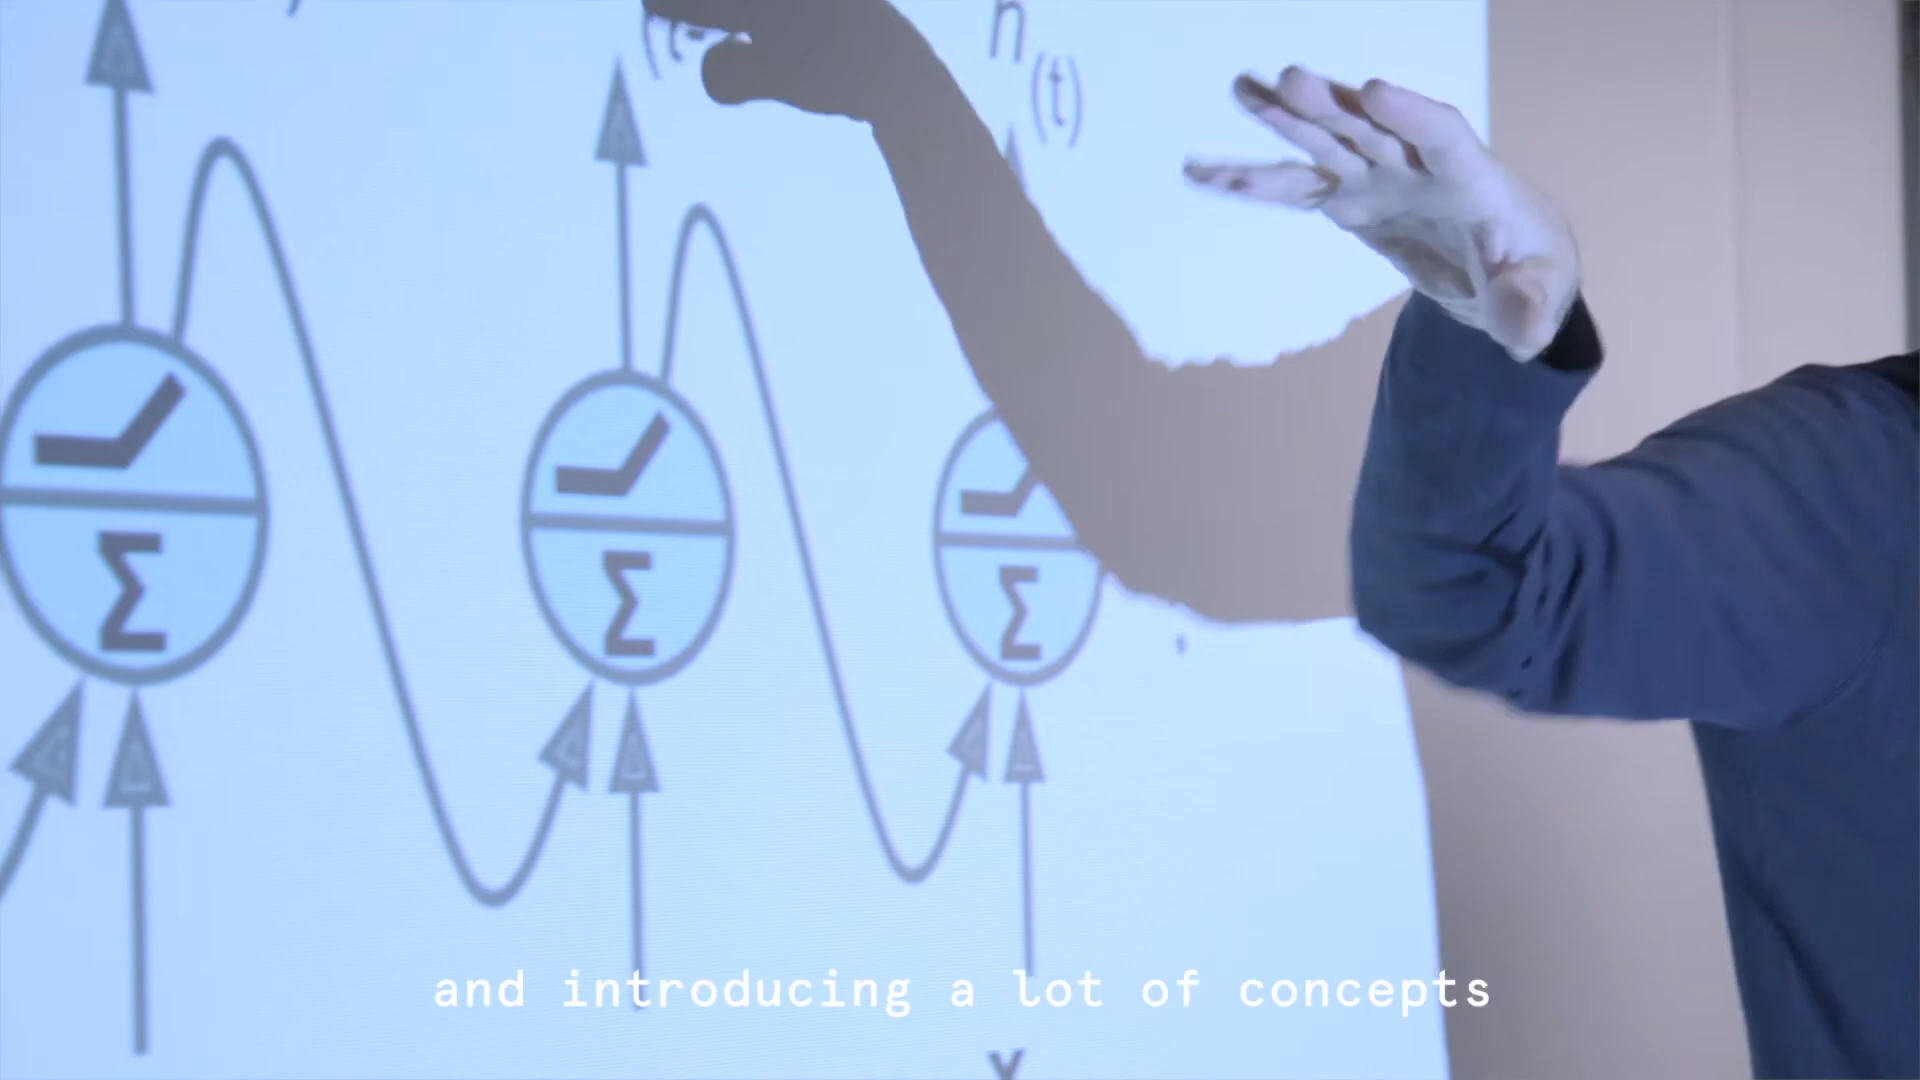 h(t)
Σ
Σ
Σ
and introducing a lot of concepts